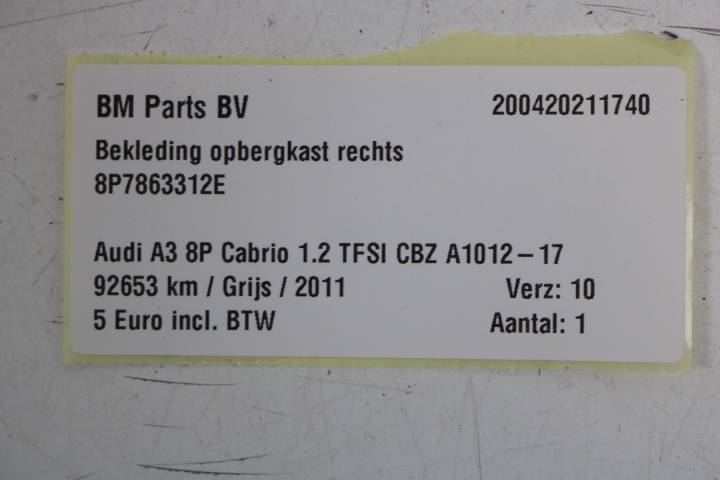 BM Parts BV 200420211740
Bekleding opbergkast rechts
8P7863312E
Audi A3 8P Cabrio 1.2 TFSI CBZ A1012-17
92653 km / Grijs / 2011 Verz: 10
5 Euro incl. BTW Aantal: 1